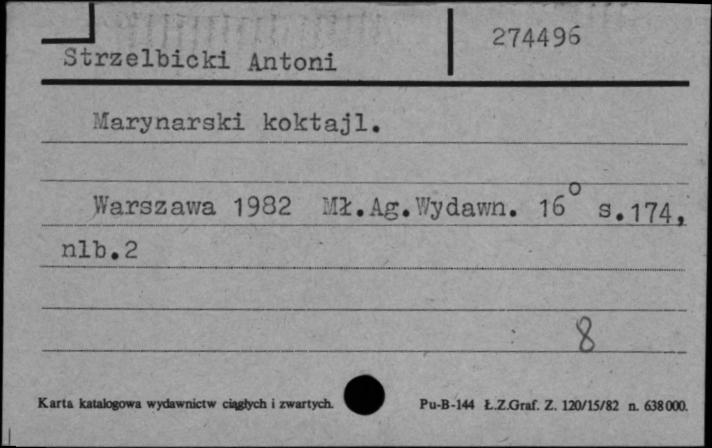 274496
Strzelbicki Antoni
Marynarski koktajl.
Warszawa 1982 Mł.Ag.Wydawn. 16° s.174,
nlb.2
8
Karta katalogowa wydawnictw ciągłych i zwartych. Pu-B-144 Ł.Z.Graf. Z. 120/15/82 n. 638000.